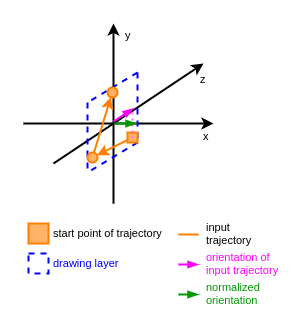 y
z
x
start point of trajectory
drawing layer
input
trajectory
orientation of
input trajectory
normalized
orientation